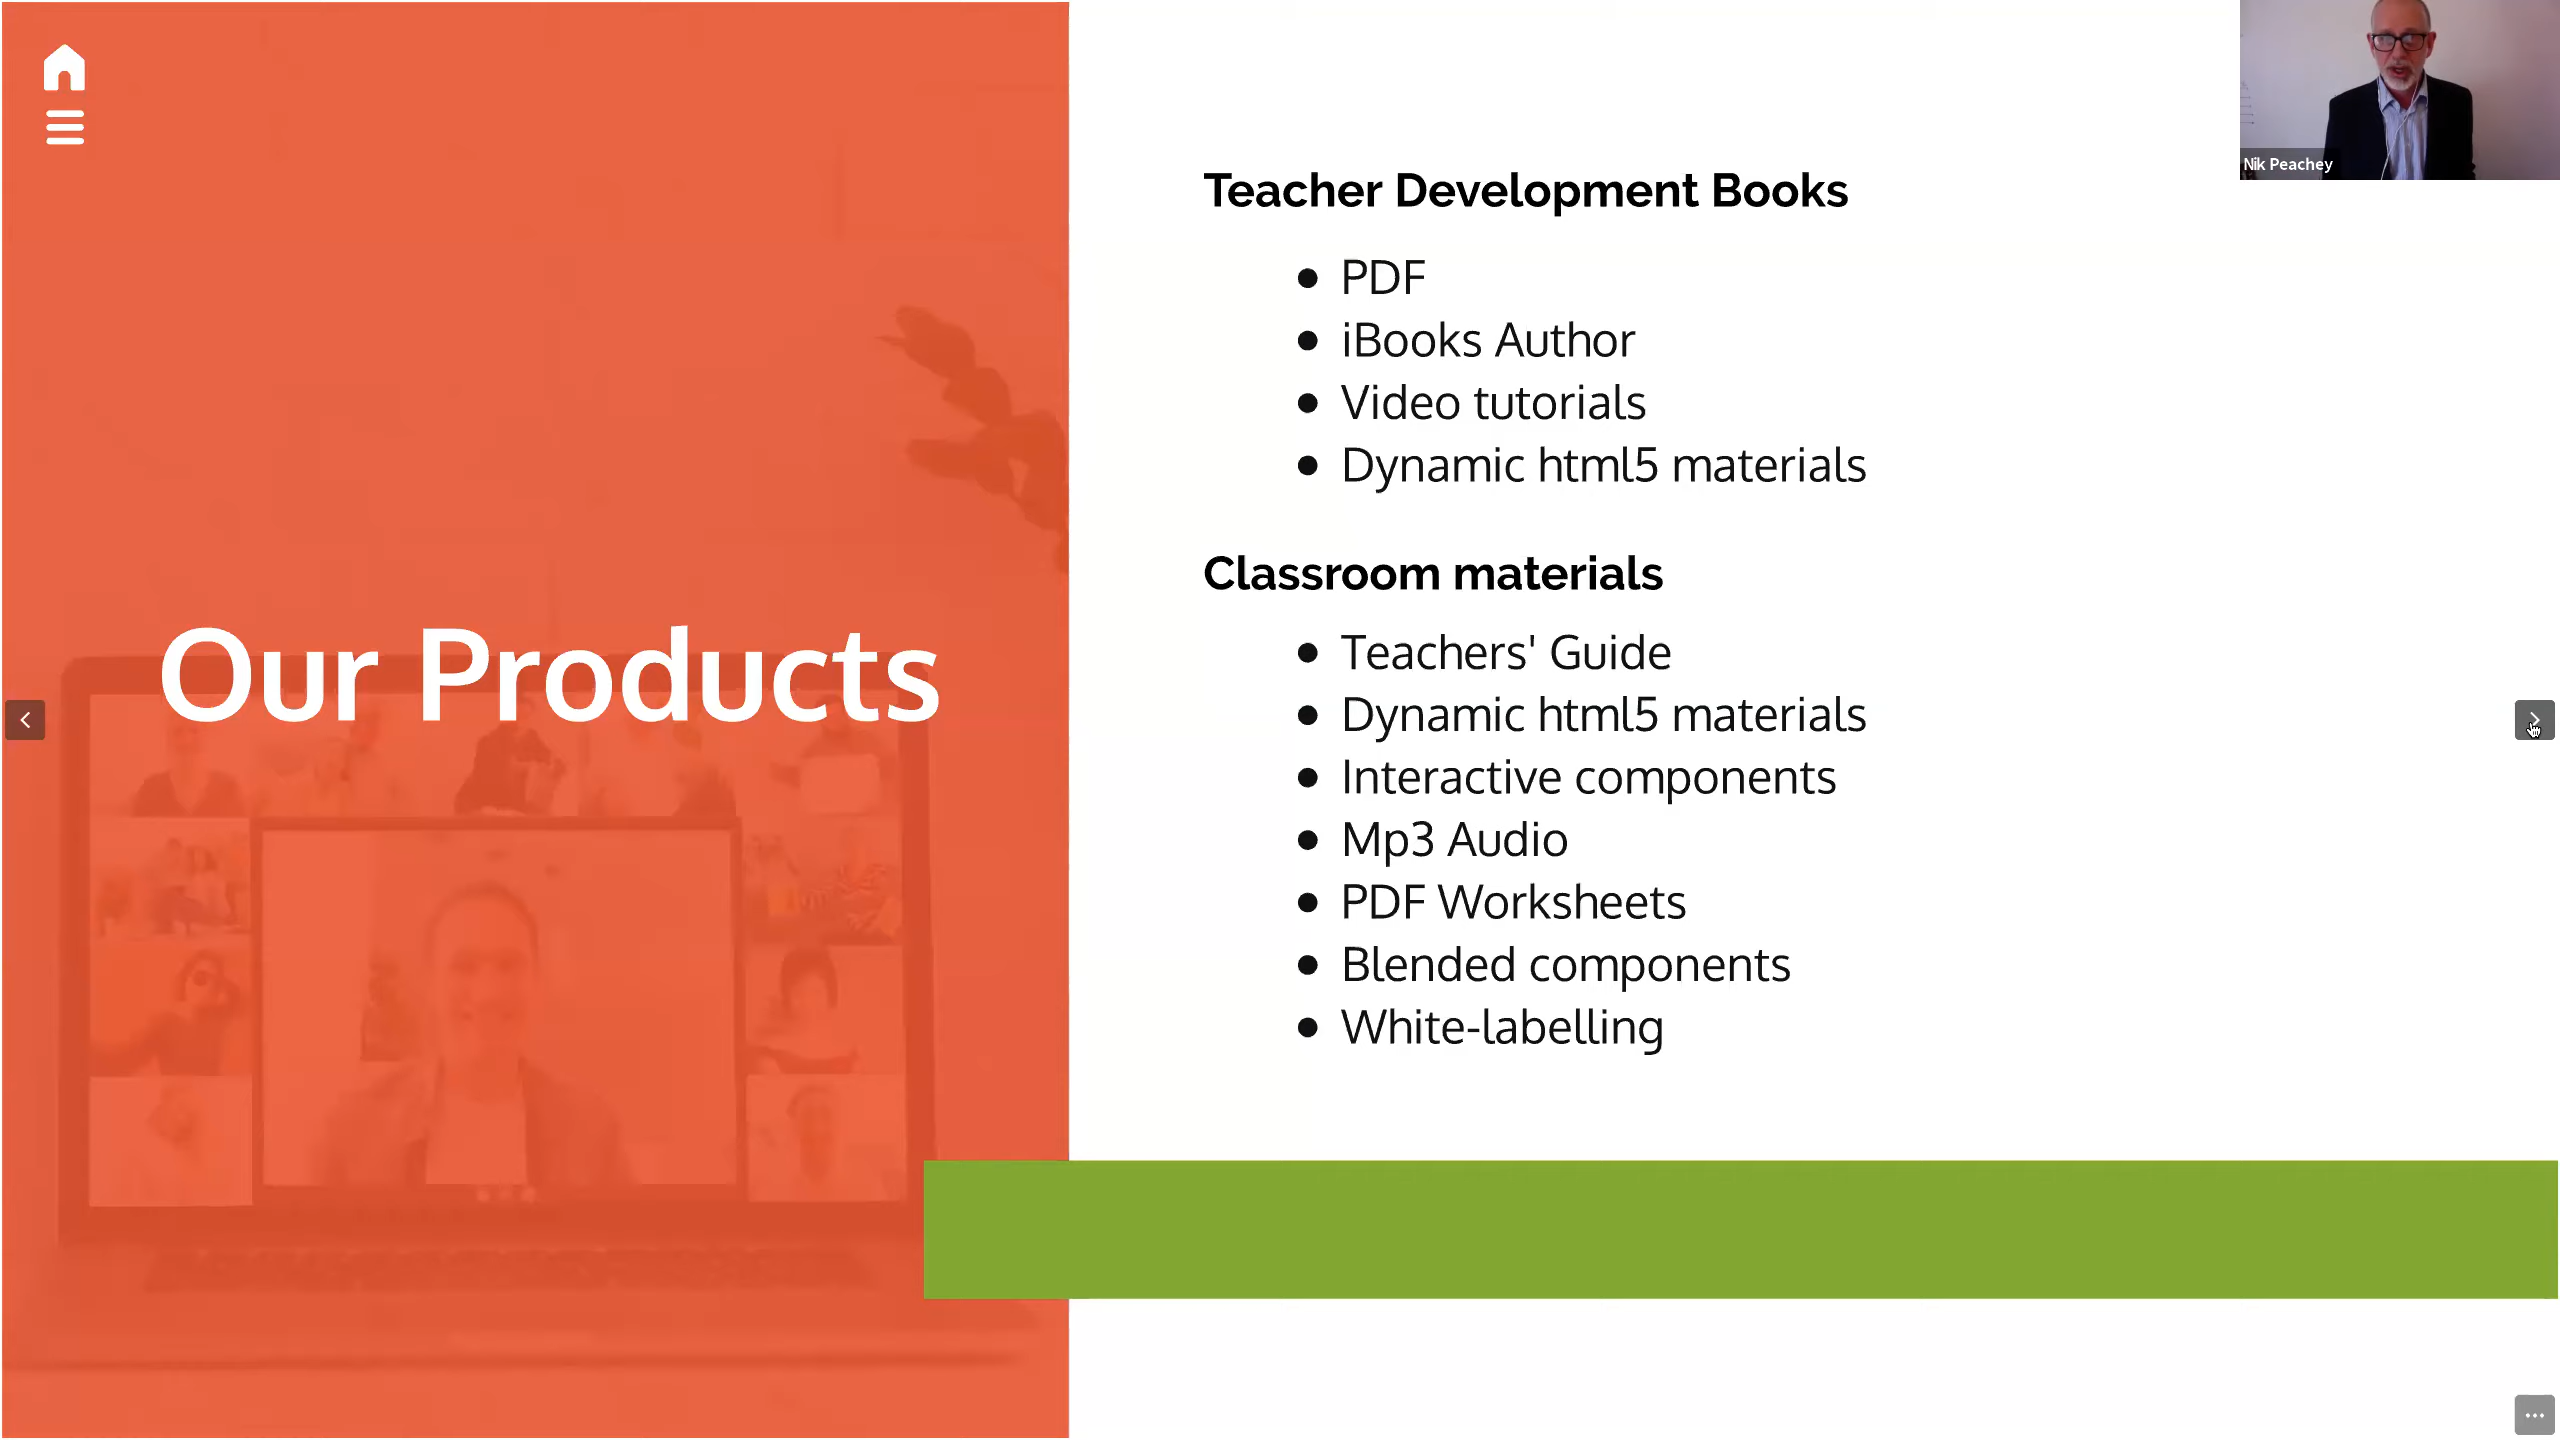 Nik Peachey
Our Products
Teacher Development Books
PDF
iBooks Author
Video tutorials
Dynamic html5 materials
Classroom materials
Teachers' Guide
Dynamic html5 materials
Interactive components
Mp3 Audio
PDF Worksheets
Blended components
White-labelling